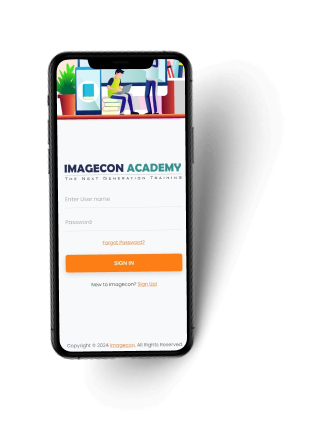 IMAGECON ACADEMY
THE NEXT GENERATION TRAINING
Enter User name
Password
Forgot Password?
SIGN IN
New to Imagecon? Sign Up!
Copyright © 2024 Imagecon. All Rights Reserved